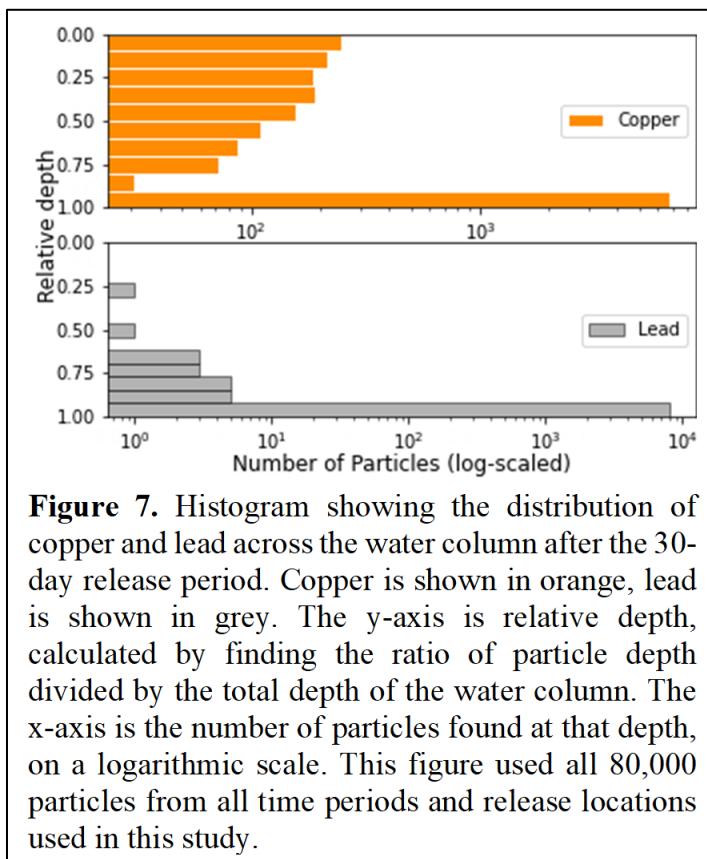 0.00
0.25
0.50
0.75
1.00
Copper
10²
10³
Relative depth
0.00
0.25
0.50
0.75
1.00
Lead
10⁰
10¹
10²
10³
10⁴
Number of Particles (log-scaled)
Figure 7. Histogram showing the distribution of
copper and lead across the water column after the 30-
day release period. Copper is shown in orange, lead
is shown in grey. The y-axis is relative depth,
calculated by finding the ratio of particle depth
divided by the total depth of the water column. The
x-axis is the number of particles found at that depth,
on a logarithmic scale. This figure used all 80,000
particles from all time periods and release locations
used in this study.